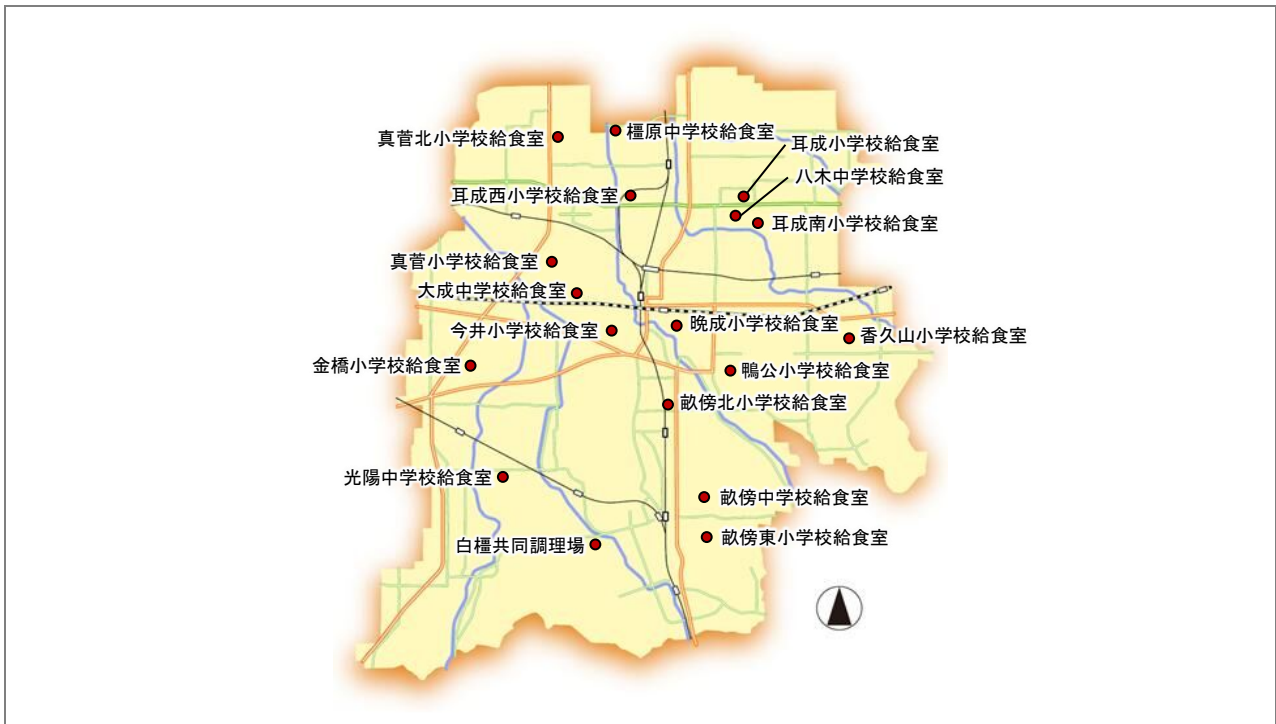 真菅北小学校給食室
橿原中学校給食室
耳成小学校給食室
八木中学校給食室
耳成西小学校給食室
耳成南小学校給食室
真菅小学校給食室
大成中学校給食室
晩成小学校給食室
今井小学校給食室
香久山小学校給食室
金橋小学校給食室
鴨公小学校給食室
畝傍北小学校給食室
光陽中学校給食室
畝傍中学校給食室
畝傍東小学校給食室
白橿共同調理場